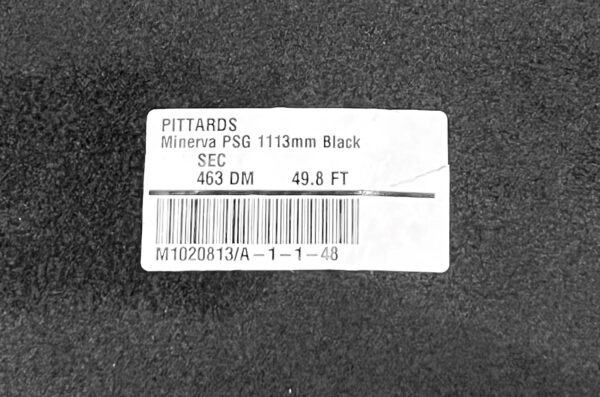 PITTARDS
Minerva PSG 1113mm Black
SEC
463 DM 49.8 FT
M1020813/A-1-1-48